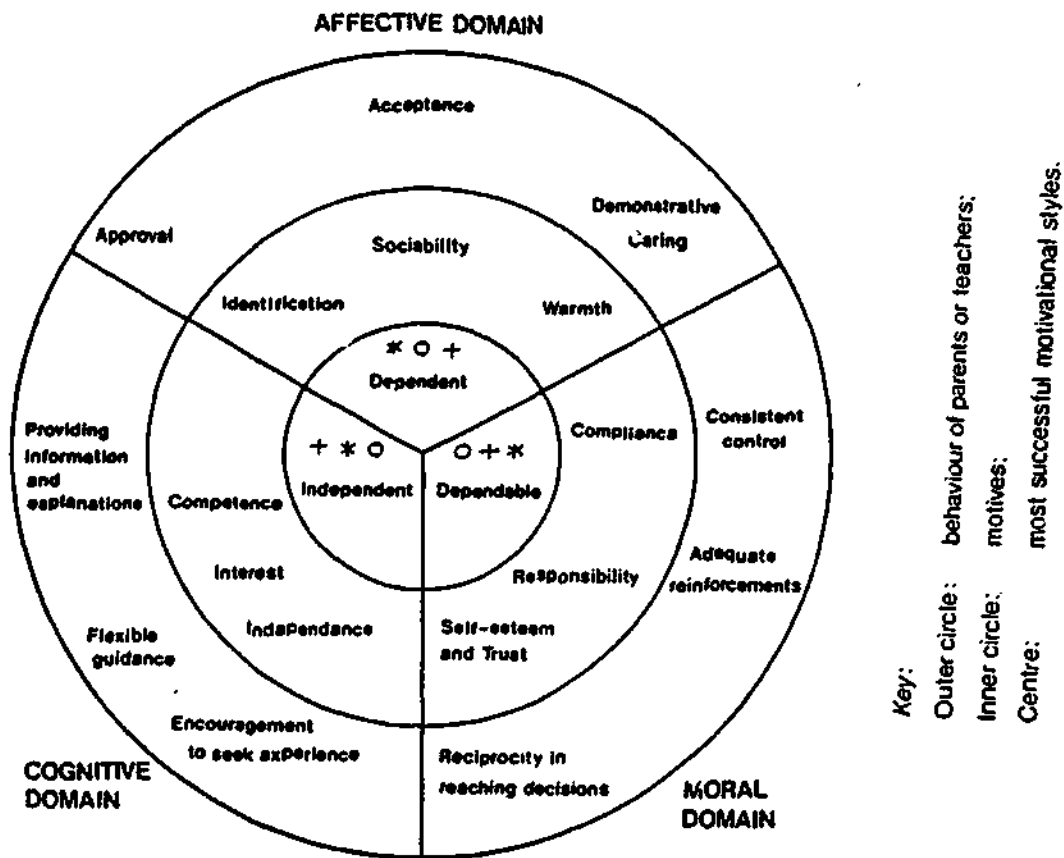 AFFECTIVE DOMAIN
Acceptance
Approval
Demonstrative
Caring
Sociability
Identification
Warmth
* O +
Dependent
Providing
information
and
explanations
Compliance
Consistent
control
+ * O
Independent
O + *
Dependable
Competence
Interest
Indapendance
Responsibility
Adequate
reinforcements
Self-esteem
and Trust
Flexible
guidance
Encouragement
to seek experience
Reciprocity in
reaching decisions
COGNITIVE
DOMAIN
MORAL
DOMAIN
Key:
Outer circle: behaviour of parents or teachers;
Inner circle: motives;
Centre: most successful motivational styles.